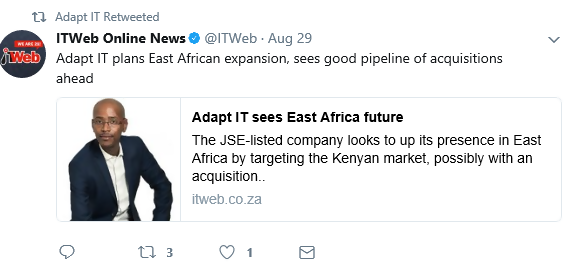 Adapt IT Retweeted
ITWeb Online News @ITWeb · Aug 29
WE ARE 20!
ITWeb
Adapt IT plans East African expansion, sees good pipeline of acquisitions
ahead
Adapt IT sees East Africa future
The JSE-listed company looks to up its presence in East
Africa by targeting the Kenyan market, possibly with an
acquisition..
itweb.co.za
3
1